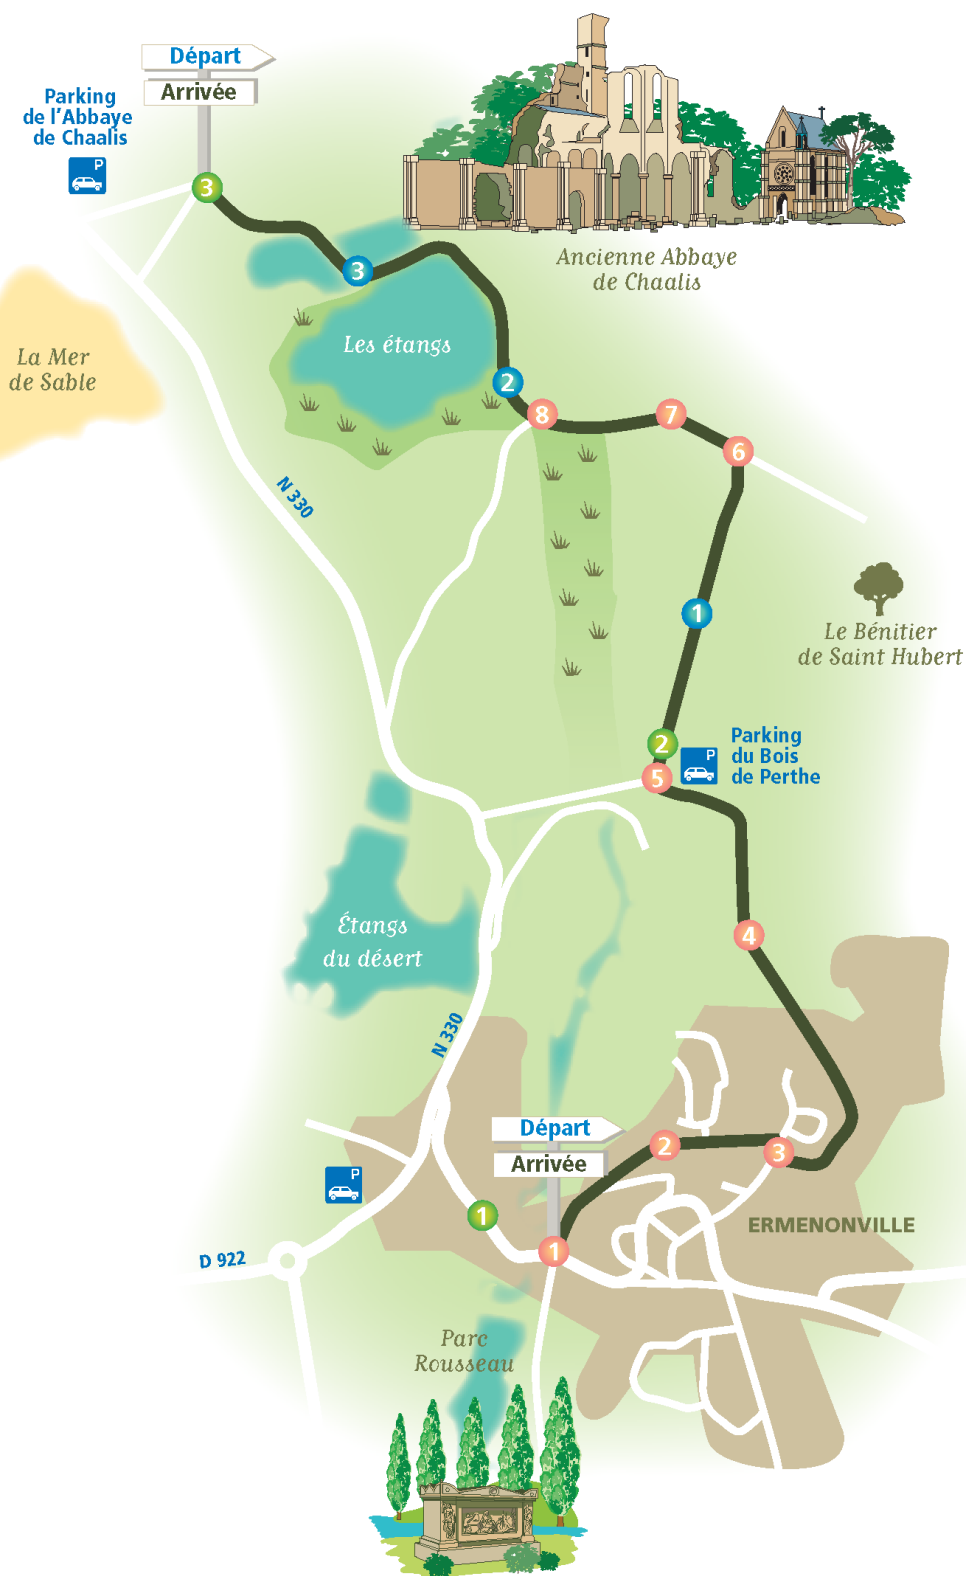 Départ
Arrivée
Parking
de l'Abbaye
de Chaalis
P
3
Ancienne Abbaye
de Chaalis
3
Les étangs
La Mer
de Sable
2
8
7
6
N 330
1
Le Bénitier
de Saint Hubert
2
5
P
Parking
du Bois
de Perthe
Étangs
du désert
4
N 330
Départ
Arrivée
2
3
P
1
1
ERMENONVILLE
D 922
Parc
Rousseau